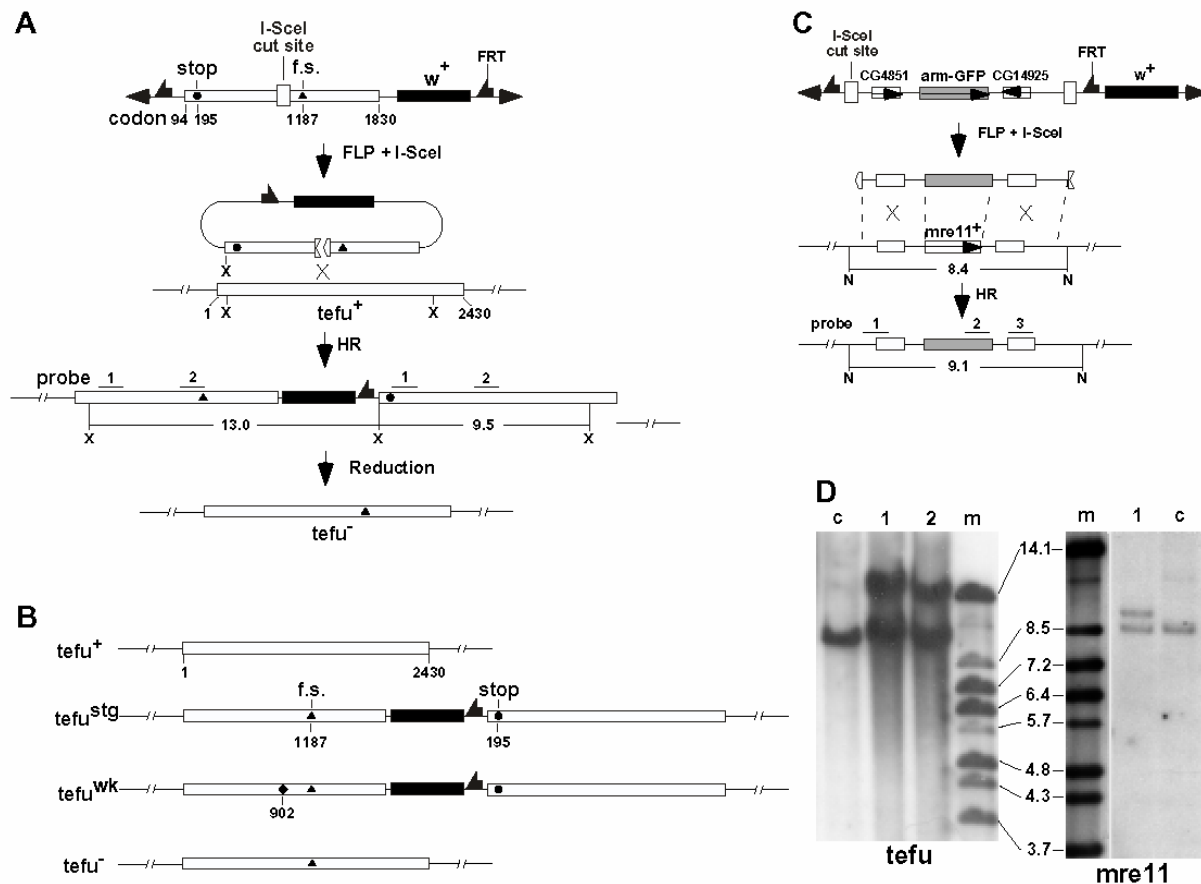 A
I-SceI
cut site
stop
f.s.
w+
FRT
codon 94 195 1187 1830
FLP + I-SceI
x
X
1 tefu+ 2430
X X
HR
probe 1 2 1 2
13.0 9.5
X X X
Reduction
tefu-
B
tefu+
1 2430
f.s. stop
tefustg
1187 195
tefuwk
902
tefu-
C
I-SceI
cut site
CG4851 arm-GFP CG14925
FRT
w+
FLP + I-SceI
X X
mre11+
8.4
N N
HR
probe 1 2 3
9.1
N N
D
c 1 2 m
m 1 c
14.1
8.5
7.2
6.4
5.7
4.8
4.3
3.7
tefu
mre11